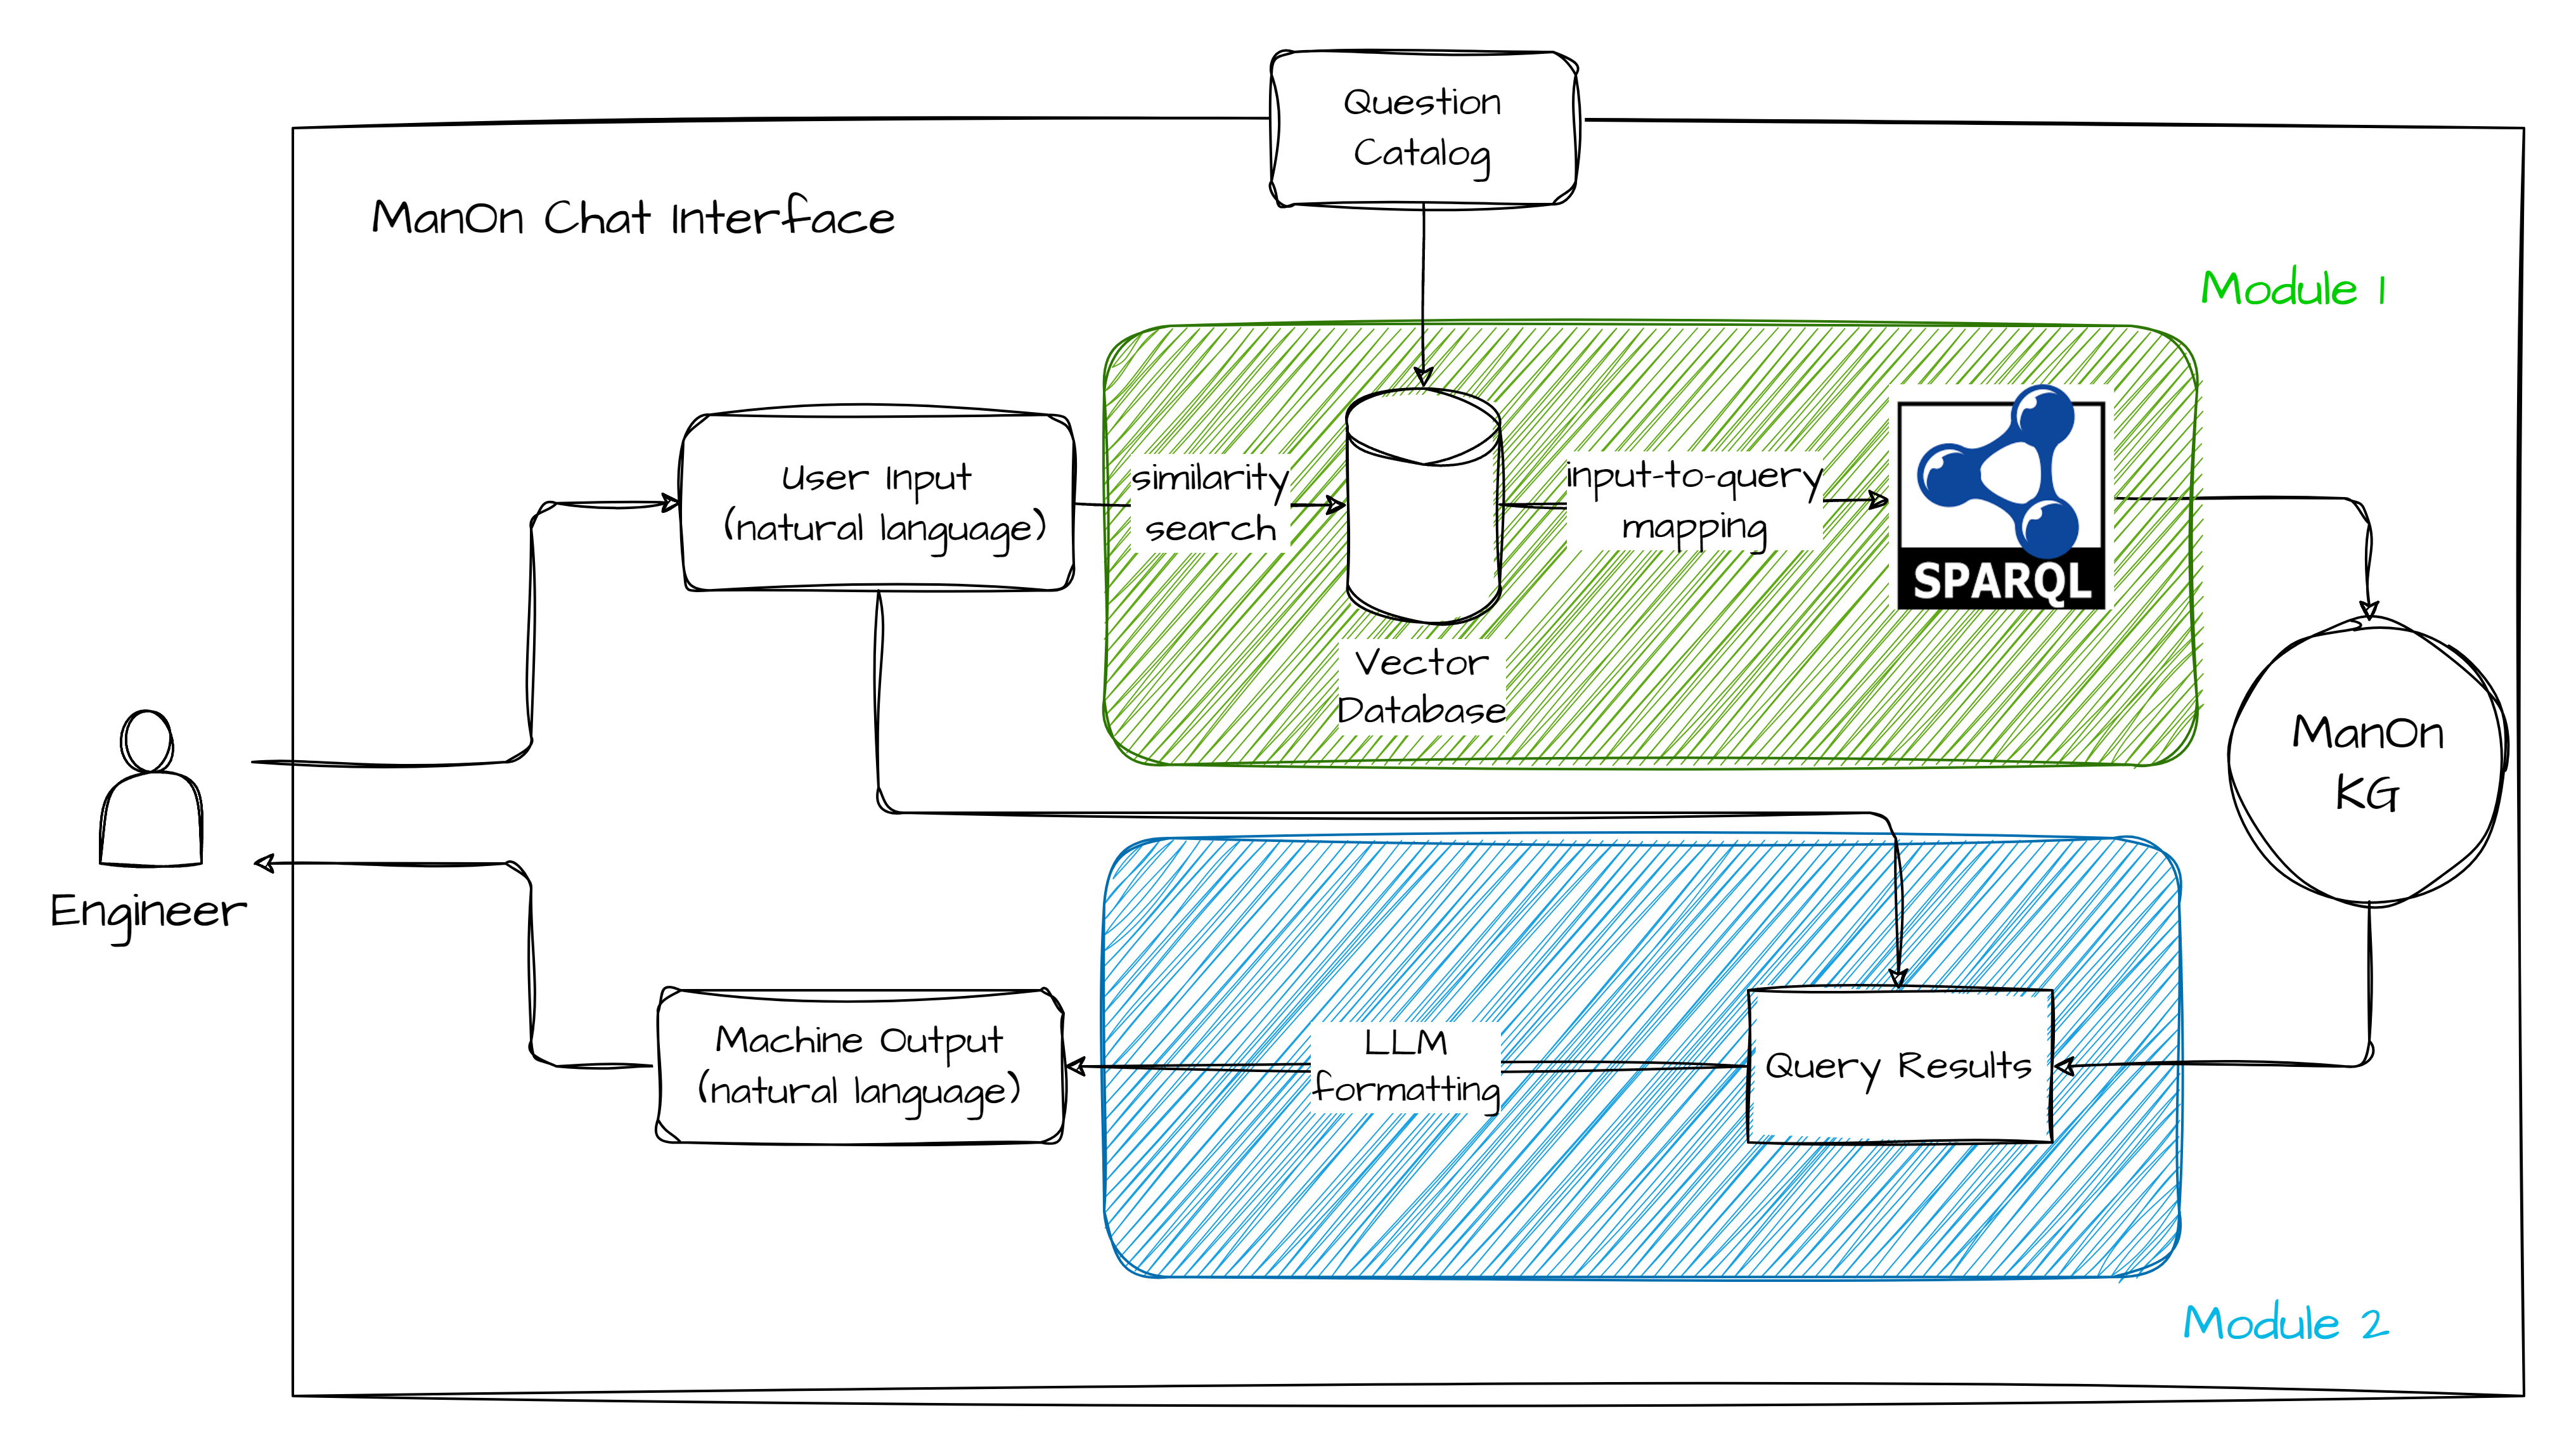 Question
Catalog
ManOn Chat Interface
Module 1
User Input
(natural language)
similarity
search
input-to-query
mapping
SPARQL
Vector
Database
ManOn
KG
Engineer
Machine Output
(natural language)
LLM
formatting
Query Results
Module 2